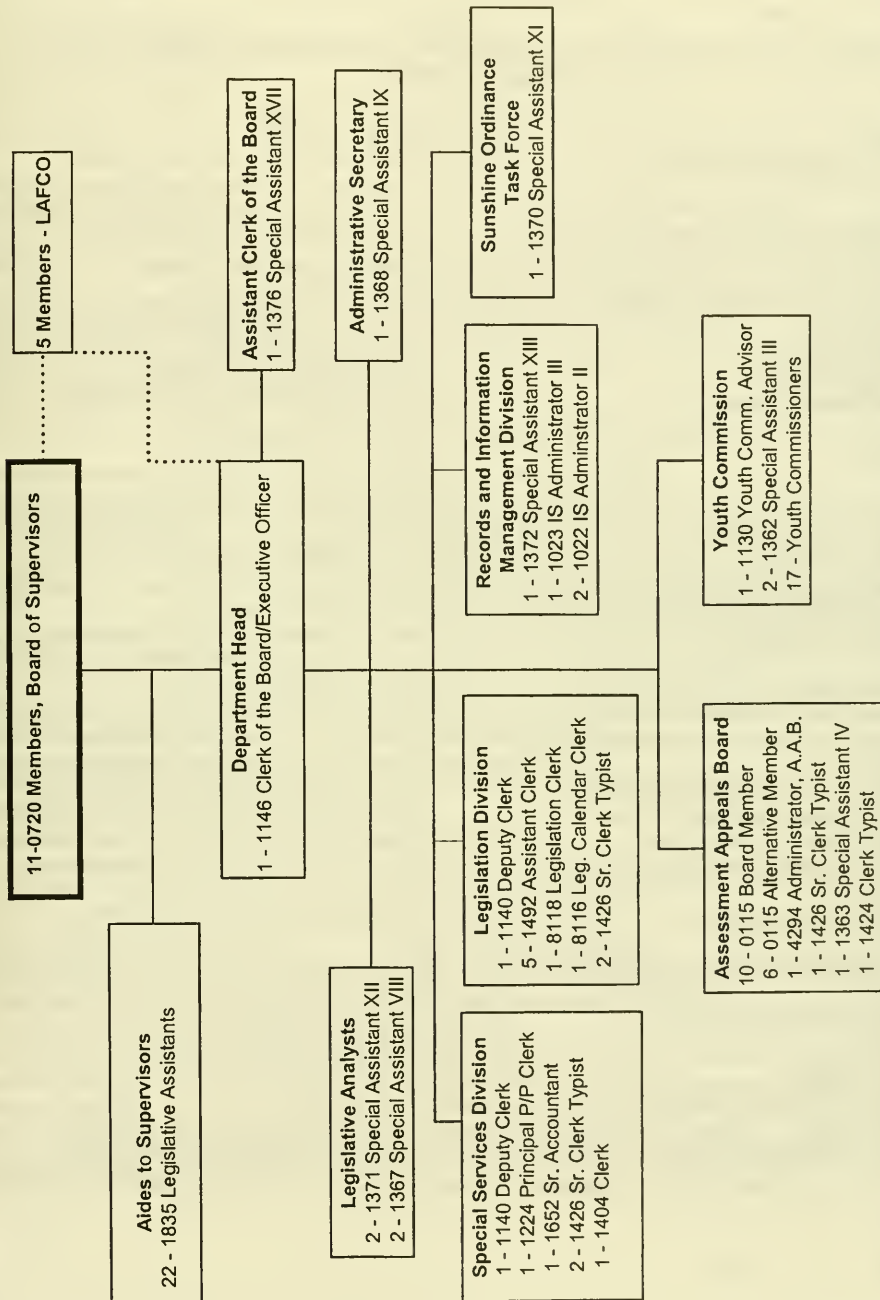 11-0720 Members, Board of Supervisors
5 Members - LAFCO
Aides to Supervisors
22 - 1835 Legislative Assistants
Department Head
1 - 1146 Clerk of the Board/Executive Officer
Assistant Clerk of the Board
1 - 1376 Special Assistant XVII
Legislative Analysts
2 - 1371 Special Assistant XII
2 - 1367 Special Assistant VIII
Administrative Secretary
1 - 1368 Special Assistant IX
Special Services Division
1 - 1140 Deputy Clerk
1 - 1224 Principal P/P Clerk
1 - 1652 Sr. Accountant
2 - 1426 Sr. Clerk Typist
1 - 1404 Clerk
Legislation Division
1 - 1140 Deputy Clerk
5 - 1492 Assistant Clerk
1 - 8118 Legislation Clerk
1 - 8116 Leg. Calendar Clerk
2 - 1426 Sr. Clerk Typist
Records and Information
Management Division
1 - 1372 Special Assistant XIII
1 - 1023 IS Administrator III
2 - 1022 IS Adminstrator II
Sunshine Ordinance
Task Force
1 - 1370 Special Assistant XI
Assessment Appeals Board
10 - 0115 Board Member
6 - 0115 Alternative Member
1 - 4294 Administrator, A.A.B.
1 - 1426 Sr. Clerk Typist
1 - 1363 Special Assistant IV
1 - 1424 Clerk Typist
Youth Commission
1 - 1130 Youth Comm. Advisor
2 - 1362 Special Assistant III
17 - Youth Commissioners